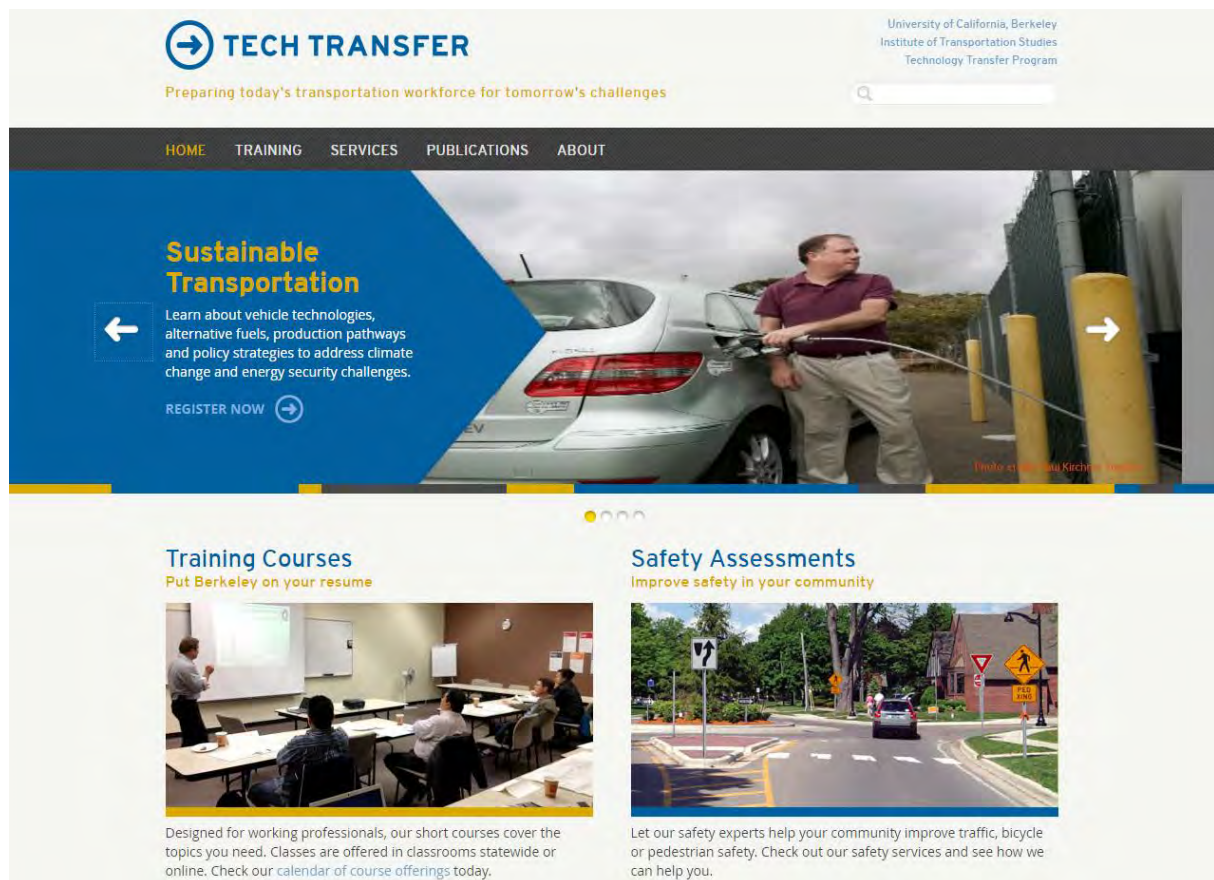 TECH TRANSFER
University of California, Berkeley
Institute of Transportation Studies
Technology Transfer Program
Preparing today's transportation workforce for tomorrow's challenges
HOME TRAINING SERVICES PUBLICATIONS ABOUT
Sustainable
Transportation
Learn about vehicle technologies,
alternative fuels, production pathways
and policy strategies to address climate
change and energy security challenges.
REGISTER NOW
EV
Training Courses
Put Berkeley on your resume
Designed for working professionals, our short courses cover the
topics you need. Classes are offered in classrooms statewide or
online. Check our calendar of course offerings today.
Safety Assessments
Improve safety in your community
PED
XING
Let our safety experts help your community improve traffic, bicycle
or pedestrian safety. Check out our safety services and see how we
can help you.